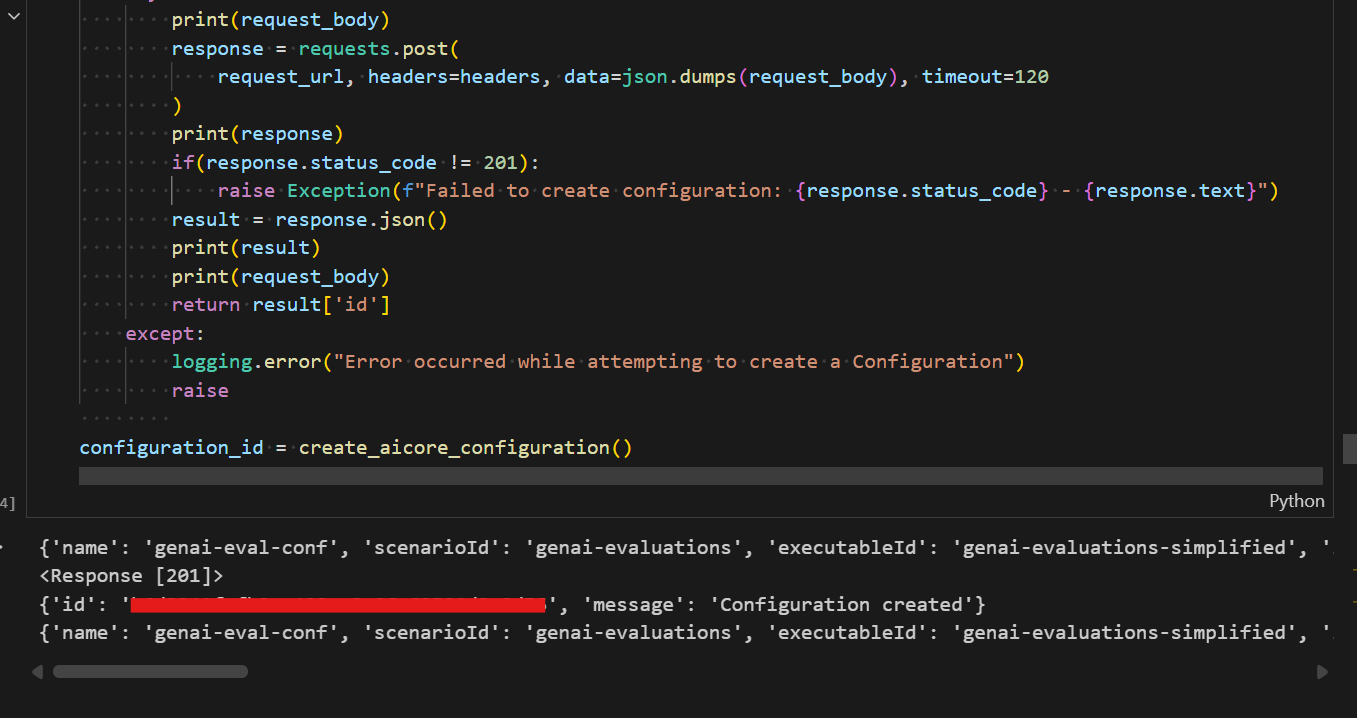 print(request_body)
response = requests.post(
request_url, headers=headers, data=json.dumps(request_body), timeout=120
)
print(response)
if(response.status_code != 201):
raise Exception(f"Failed to create configuration: {response.status_code} - {response.text}")
result = response.json()
print(result)
print(request_body)
return result['id']
except:
logging.error("Error occurred while attempting to create a Configuration")
raise
configuration_id = create_aicore_configuration()
4]
Python
{'name': 'genai-eval-conf', 'scenarioId': 'genai-evaluations', 'executableId': 'genai-evaluations-simplified', '
<Response [201]>
{'id': '', 'message': 'Configuration created'}
{'name': 'genai-eval-conf', 'scenarioId': 'genai-evaluations', 'executableId': 'genai-evaluations-simplified', '